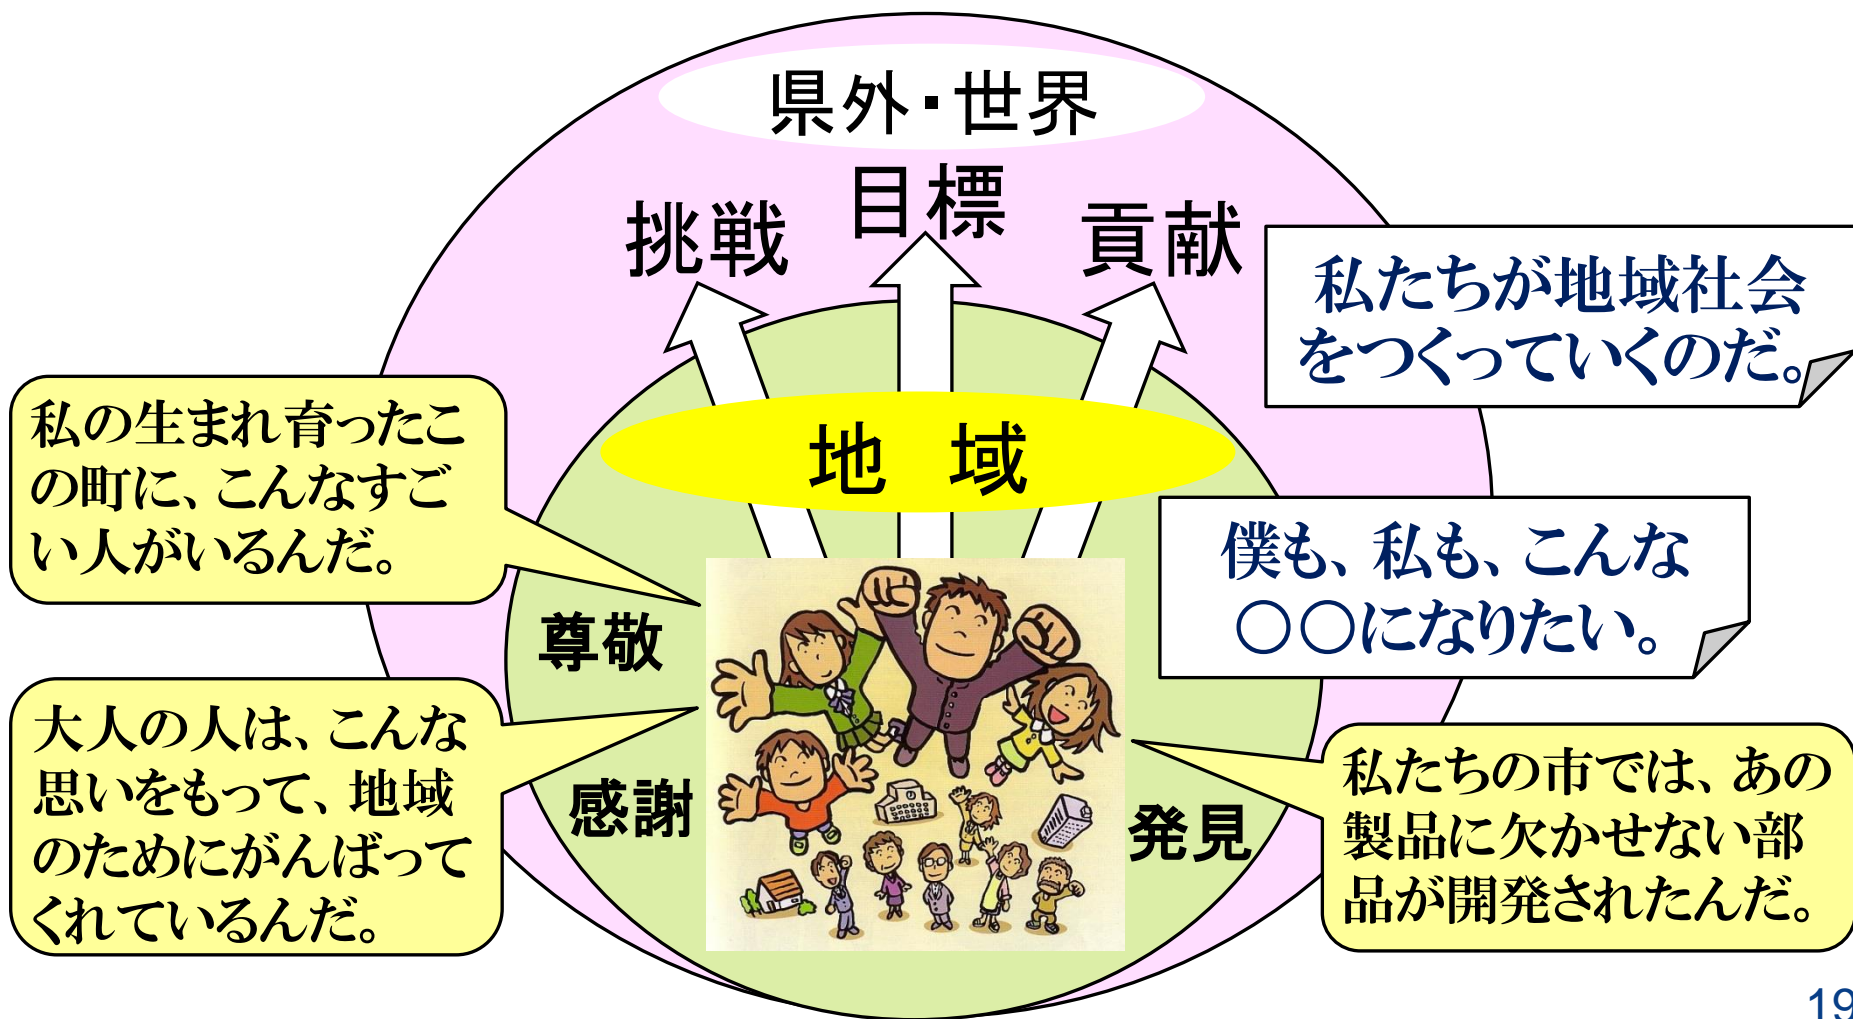 県外・世界
挑戦
目標
貢献
私たちが地域社会
をつくっていくのだ。
地　域
私の生まれ育ったこ
の町に、こんなすご
い人がいるんだ。
僕も、私も、こんな
○○になりたい。
尊敬
大人の人は、こんな
思いをもって、地域
のためにがんばって
くれているんだ。
感謝
発見
私たちの市では、あの
製品に欠かせない部
品が開発されたんだ。
19